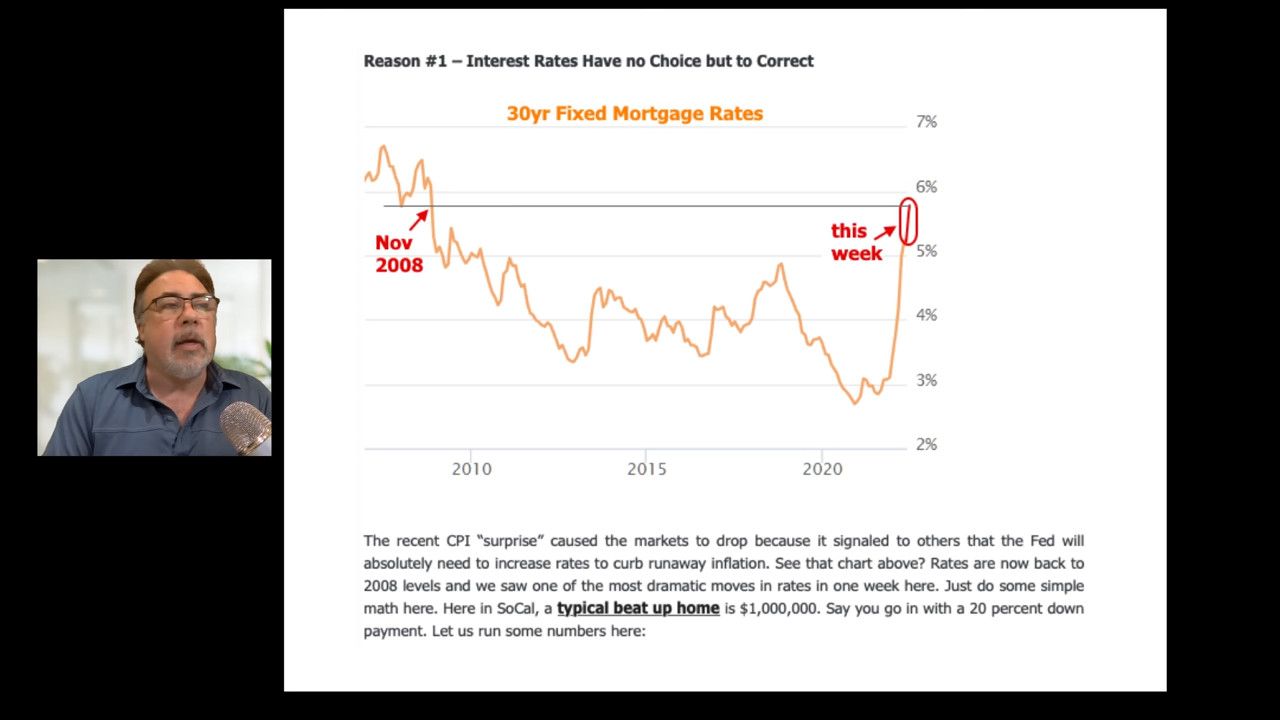 Reason #1 – Interest Rates Have no Choice but to Correct
30yr Fixed Mortgage Rates
7%
6%
Nov
2008
this
week
5%
4%
3%
2%
2010
2015
2020
The recent CPI “surprise” caused the markets to drop because it signaled to others that the Fed will
absolutely need to increase rates to curb runaway inflation. See that chart above? Rates are now back to
2008 levels and we saw one of the most dramatic moves in rates in one week here. Just do some simple
math here. Here in SoCal, a typical beat up home is $1,000,000. Say you go in with a 20 percent down
payment. Let us run some numbers here: